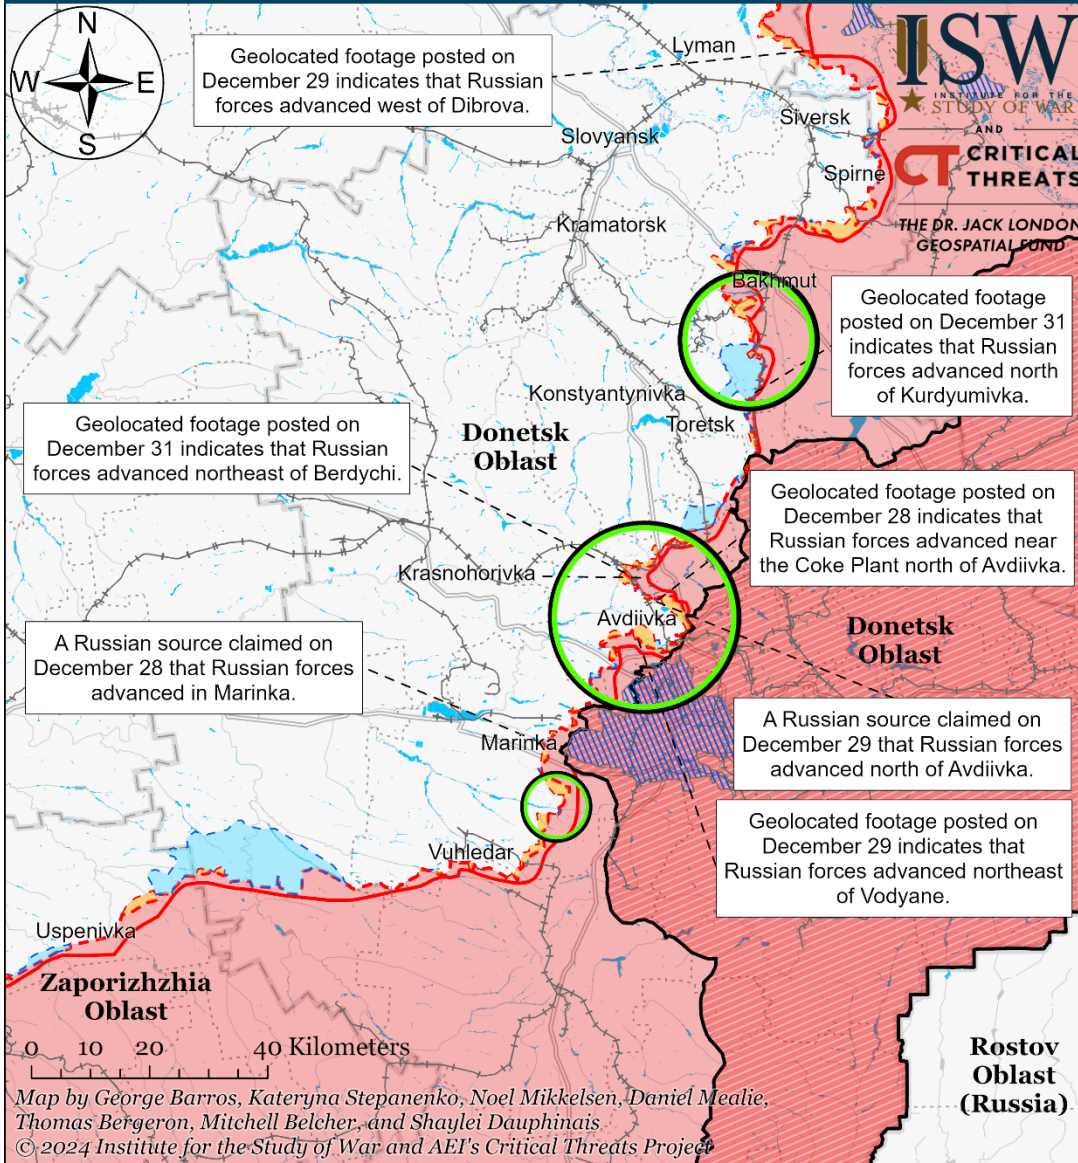 N
W
E
S
Geolocated footage posted on
December 29 indicates that Russian
forces advanced west of Dibrova.
Lyman
ISW
INSTITUTE FOR THE
STUDY OF WAR
AND
CT CRITICAL
THREATS
THE DR. JACK LONDON
GEOSPATIAL FUND
Siversk
Slovyansk
Spirne
Kramatorsk
Bakhmut
Geolocated footage
posted on December 31
indicates that Russian
forces advanced north
of Kurdyumivka.
Konstyantynivka
Toretsk
Donetsk
Oblast
Geolocated footage posted on
December 31 indicates that Russian
forces advanced northeast of Berdychi.
Geolocated footage posted on
December 28 indicates that
Russian forces advanced near
the Coke Plant north of Avdiivka.
Krasnohorivka
Avdiivka
Donetsk
Oblast
A Russian source claimed on
December 28 that Russian forces
advanced in Marinka.
A Russian source claimed on
December 29 that Russian forces
advanced north of Avdiivka.
Marinka
Geolocated footage posted on
December 29 indicates that
Russian forces advanced northeast
of Vodyane.
Vuhledar
Uspenivka
Zaporizhzhia
Oblast
Rostov
Oblast
(Russia)
0 10 20 40 Kilometers
Map by George Barros, Kateryna Stepanenko, Noel Mikkelsen, Daniel Mealie,
Thomas Bergeron, Mitchell Belcher, and Shaylei Dauphinais
© 2024 Institute for the Study of War and AEI's Critical Threats Project